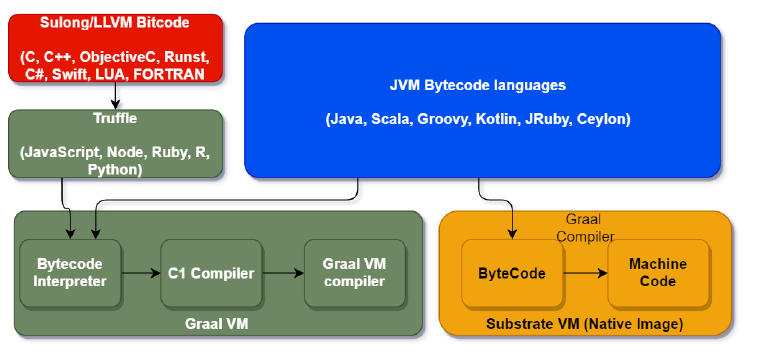 Sulong/LLVM Bitcode
(C, C++, ObjectiveC, Runst,
C#, Swift, LUA, FORTRAN
Truffle
(JavaScript, Node, Ruby, R,
Python)
JVM Bytecode languages
(Java, Scala, Groovy, Kotlin, JRuby, Ceylon)
Bytecode
Interpreter
C1 Compiler
Graal VM
compiler
Graal VM
Graal
Compiler
ByteCode
Machine
Code
Substrate VM (Native Image)